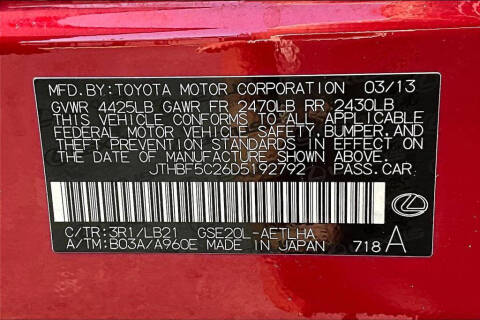 MFD.BY:TOYOTA MOTOR CORPORATION 03/13
GVWR 4425LB GAWR FR 2470LB RR 2430LB
THIS VEHICLE CONFORMS TO ALL APPLICABLE
FEDERAL MOTOR VEHICLE SAFETY,BUMPER,AND
THEFT PREVENTION STANDARDS IN EFFECT ON
THE DATE OF MANUFACTURE SHOWN ABOVE.
JTHBF5C26D5192792 PASS.CAR
C/TR:3R1/LB21 GSE20L-AETLHA
A/TM:B03A/A960E MADE IN JAPAN 718A